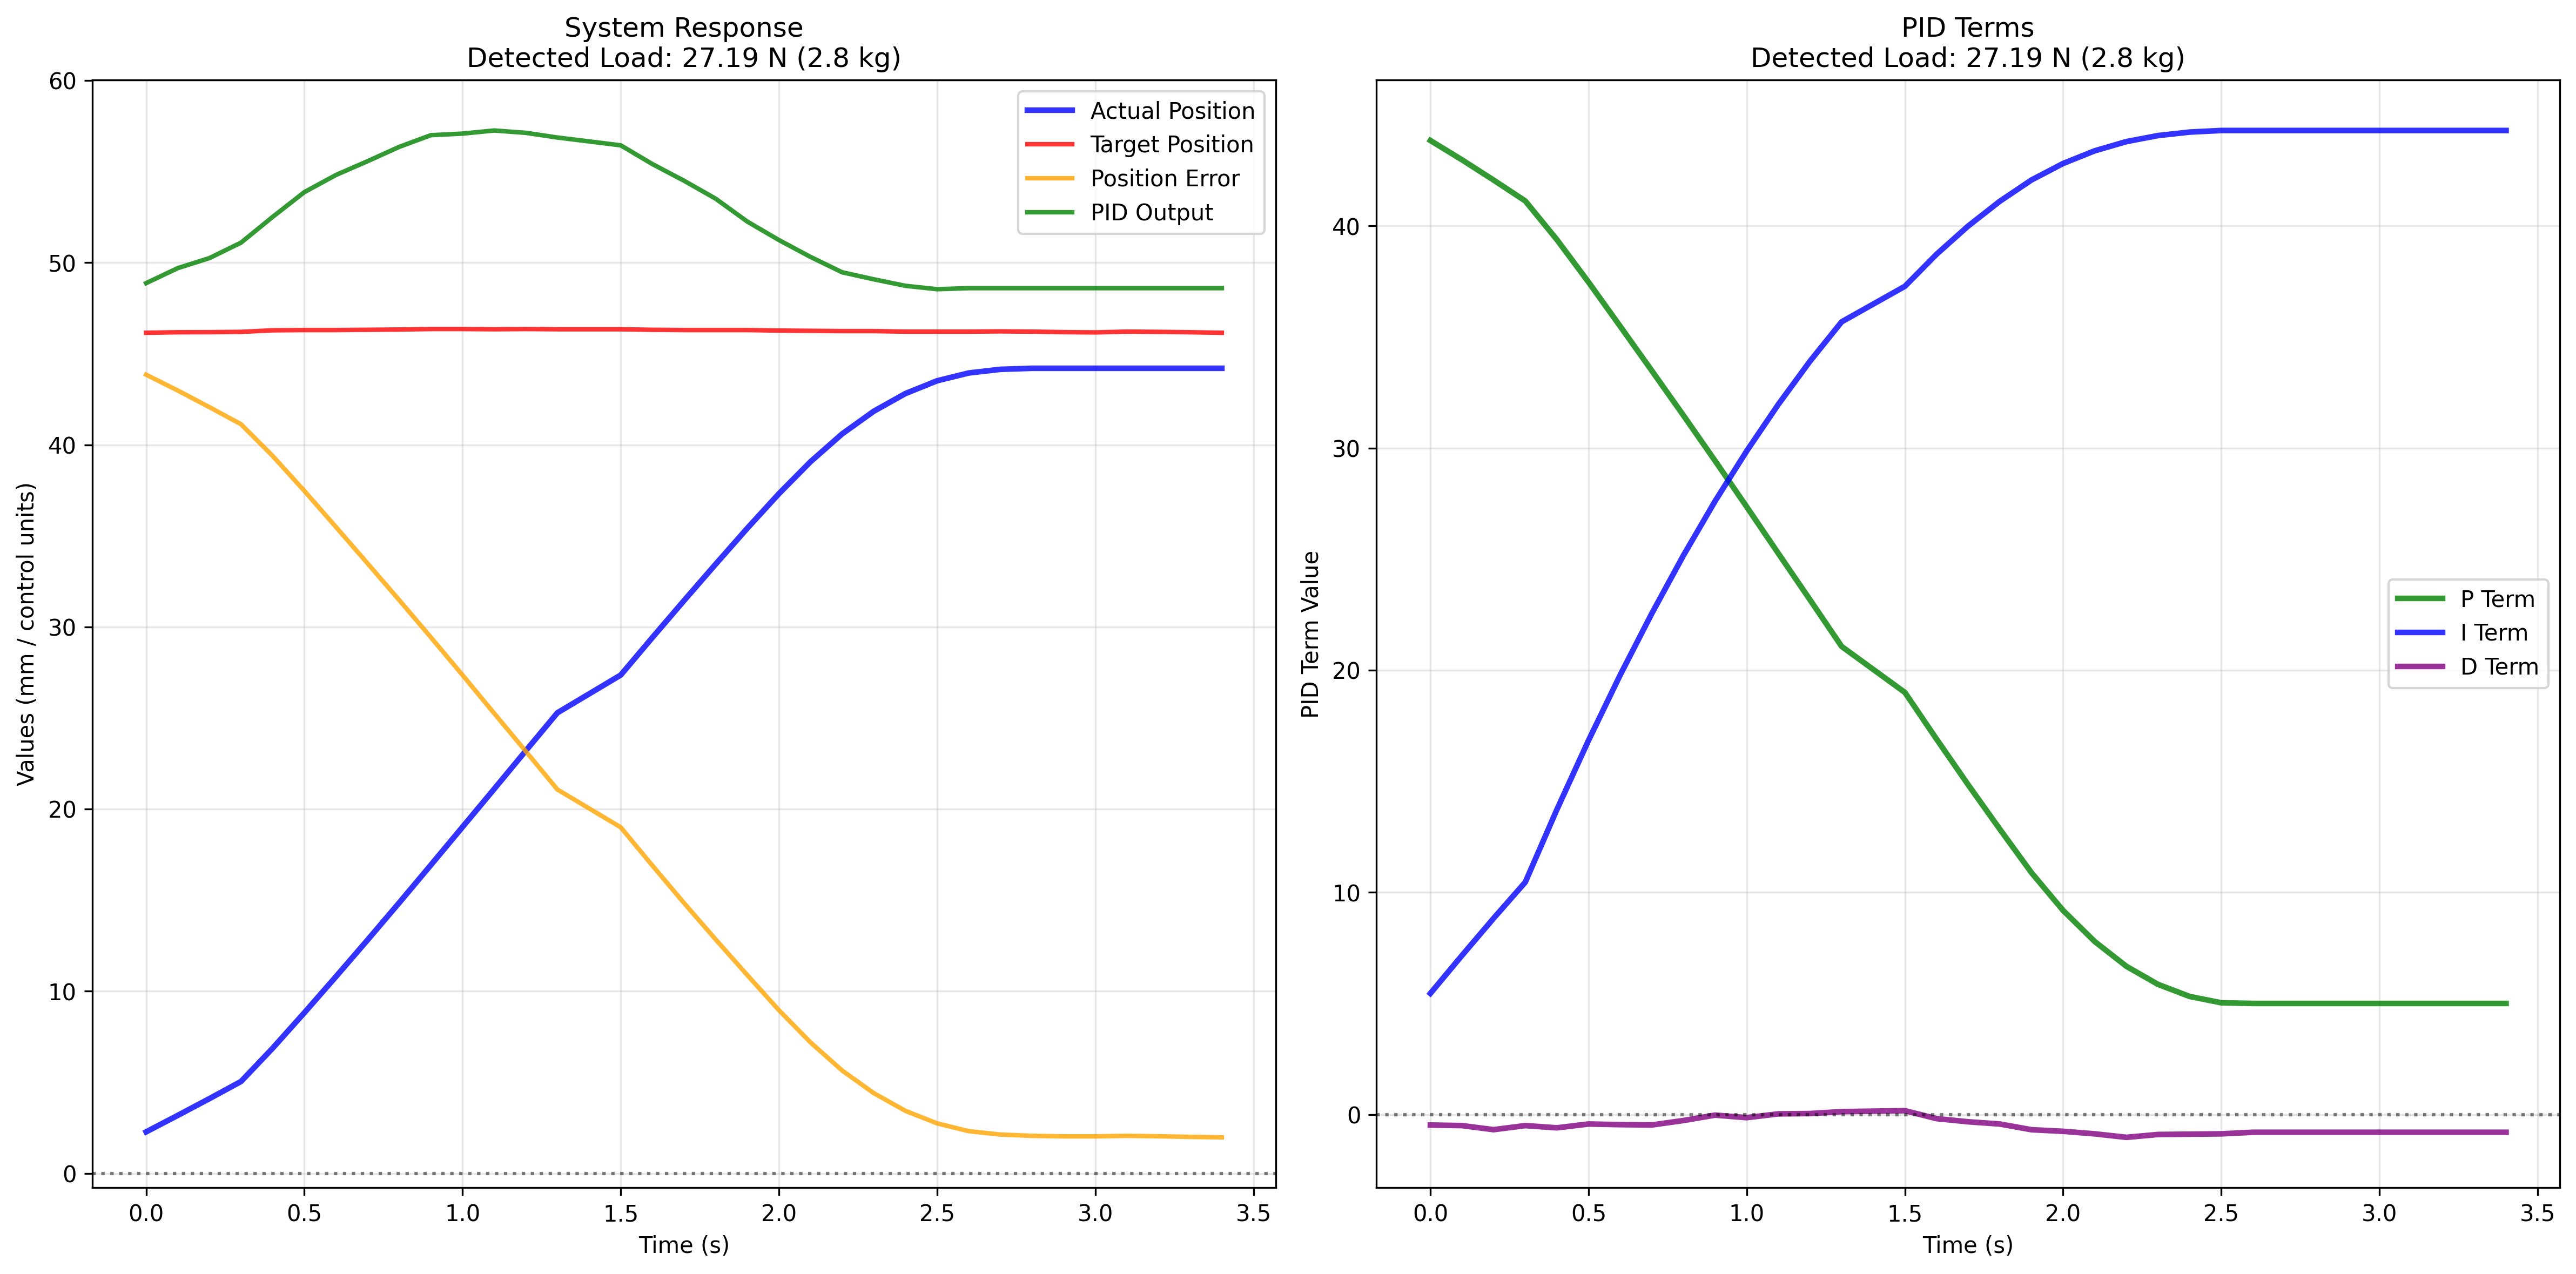 System Response
Detected Load: 27.19 N (2.8 kg)
60
50
40
30
20
10
0
Values (mm / control units)
Actual Position
Target Position
Position Error
PID Output
0.0 0.5 1.0 1.5 2.0 2.5 3.0 3.5
Time (s)
PID Terms
Detected Load: 27.19 N (2.8 kg)
40
30
20
10
0
PID Term Value
P Term
I Term
D Term
0.0 0.5 1.0 1.5 2.0 2.5 3.0 3.5
Time (s)